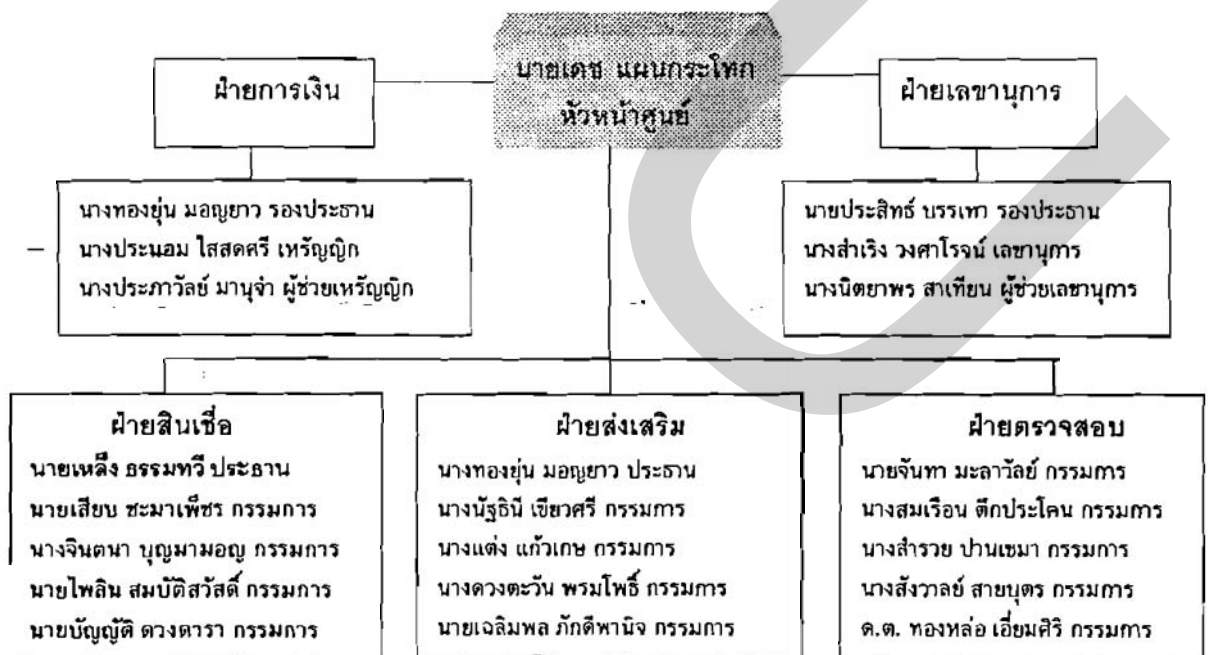 นายเดช แผนกระโทก
หัวหน้าศูนย์
ฝ่ายการเงิน
ฝ่ายเลขานุการ
นางทองยุ่น มอญยาว รองประธาน
นางประนอม ไสสดศรี เหรัญญิก
นางประภาวัลย์ มานุจำ ผู้ช่วยเหรัญญิก
นายประสิทธ์ บรรเทา รองประธาน
นางสำเริง วงศาโรจน์ เลขานุการ
นางนิตยาพร สาเทียน ผู้ช่วยเลขานุการ
ฝ่ายสินเชื่อ
นายเหลึง ธรรมทวี ประธาน
นายเสียบ ชะมาเพ็ชร กรรมการ
นางจินตนา บุญมามอญ กรรมการ
นายไพลิน สมบัติสวัสดิ์ กรรมการ
นายบัญญัติ ดวงดารา กรรมการ
ฝ่ายส่งเสริม
นางทองยุ่น มอญยาว ประธาน
นางนัฐธินี เขียวศรี กรรมการ
นางแต่ง แก้วเกษ กรรมการ
นางดวงตะวัน พรมโพธิ์ กรรมการ
นายเฉลิมพล ภักดีพานิจ กรรมการ
ฝ่ายตรวจสอบ
นายจันทา มะลาวัลย์ กรรมการ
นางสมเรือน ตึกประโคน กรรมการ
นางสำรวย ปานเขมา กรรมการ
นางสังวาลย์ สายบุตร กรรมการ
ด.ต. ทองหล่อ เอี่ยมศิริ กรรมการ